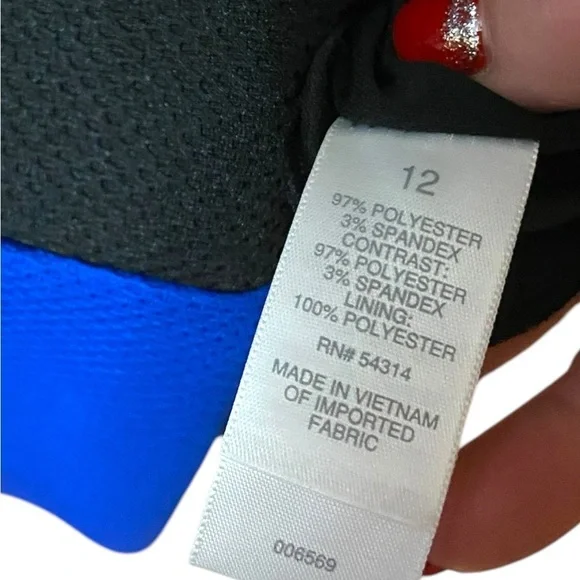 12
97% POLYESTER
3% SPANDEX
CONTRAST:
97% POLYESTER
3% SPANDEX
LINING:
100% POLYESTER
RN# 54314
MADE IN VIETNAM
OF IMPORTED
FABRIC
006569